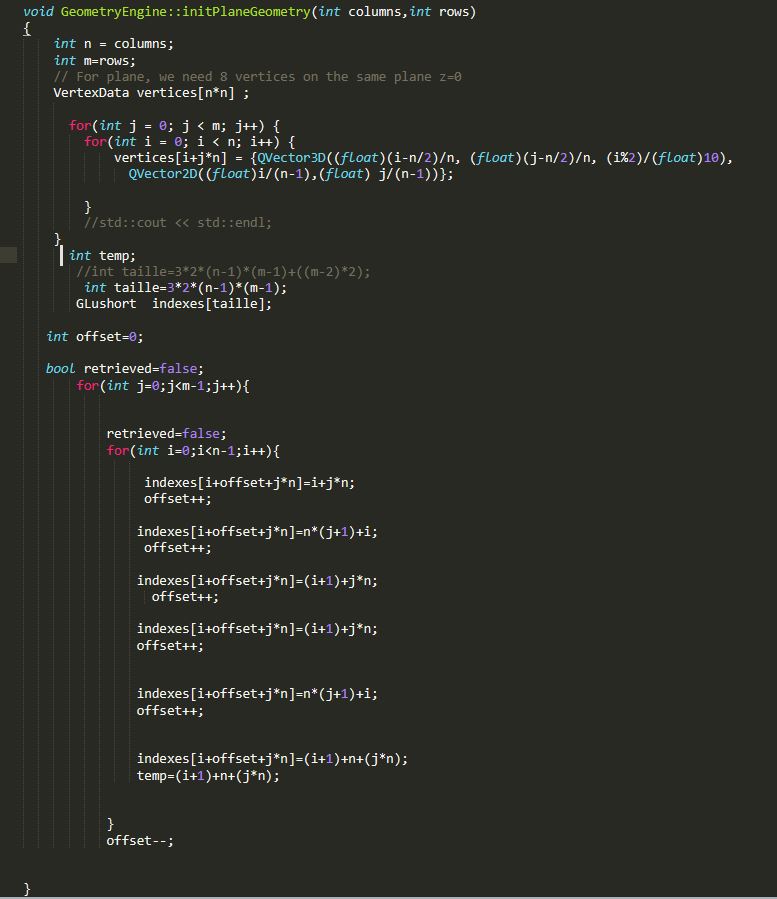 void GeometryEngine::initPlaneGeometry(int columns,int rows)
{
int n = columns;
int m=rows;
// For plane, we need 8 vertices on the same plane z=0
VertexData vertices[n*n] ;
for(int j = 0; j < m; j++) {
for(int i = 0; i < n; i++) {
vertices[i+j*n] = {QVector3D((float)(i-n/2)/n, (float)(j-n/2)/n, (i%2)/(float)10),
QVector2D((float)i/(n-1),(float) j/(n-1))};
}
//std::cout << std::endl;
}
int temp;
//int taille=3*2*(n-1)*(m-1)+((m-2)*2);
int taille=3*2*(n-1)*(m-1);
GLushort  indexes[taille];
int offset=0;
bool retrieved=false;
for(int j=0;j<m-1;j++){
retrieved=false;
for(int i=0;i<n-1;i++){
indexes[i+offset+j*n]=i+j*n;
offset++;
indexes[i+offset+j*n]=n*(j+1)+i;
offset++;
indexes[i+offset+j*n]=(i+1)+j*n;
offset++;
indexes[i+offset+j*n]=(i+1)+j*n;
offset++;
indexes[i+offset+j*n]=n*(j+1)+i;
offset++;
indexes[i+offset+j*n]=(i+1)+n+(j*n);
temp=(i+1)+n+(j*n);
}
offset--;
}